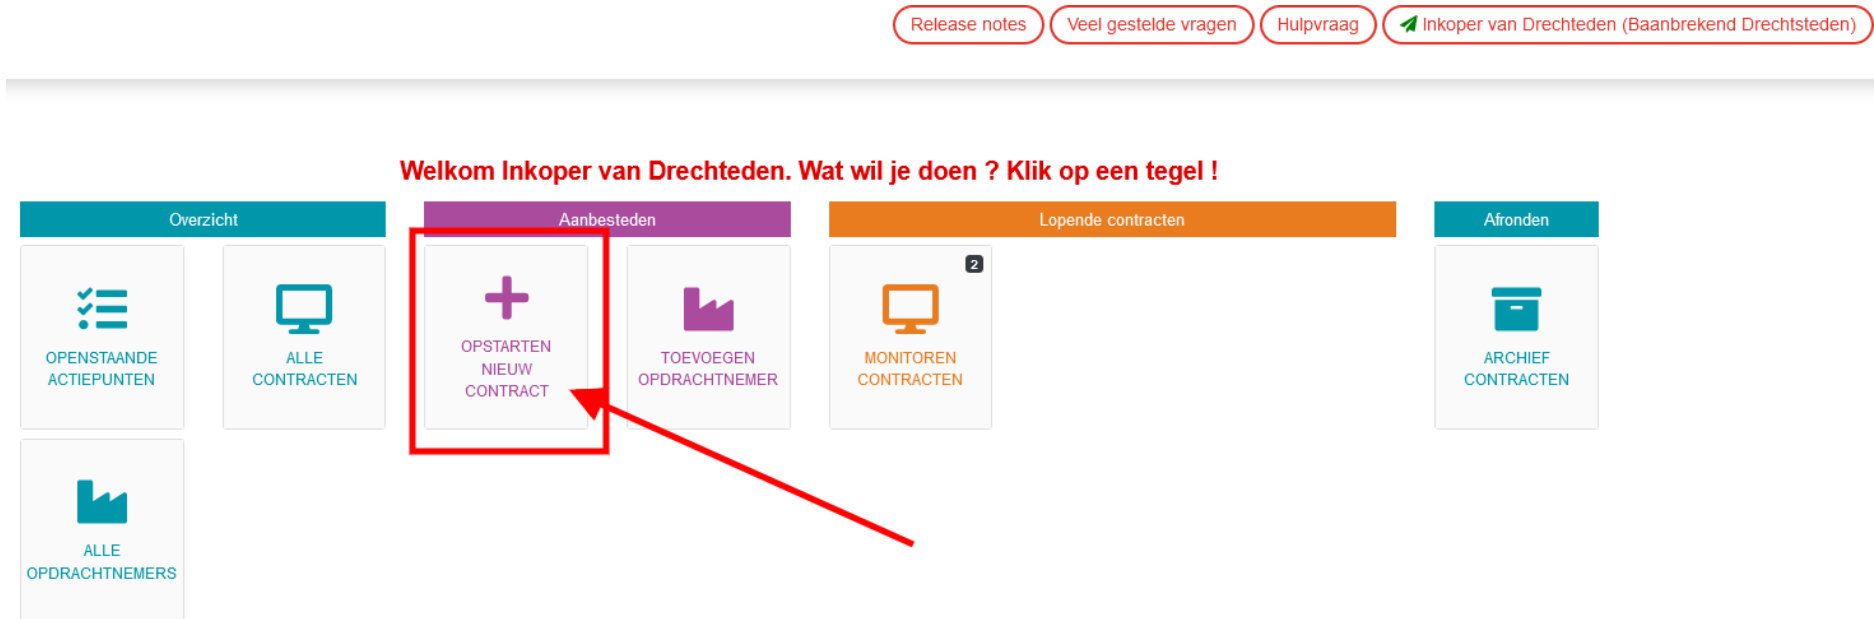 Release notes
Veel gestelde vragen
Hulpvraag
Inkoper van Drechteden (Baanbrekend Drechtsteden)
Welkom Inkoper van Drechteden. Wat wil je doen ? Klik op een tegel !
Overzicht
Aanbesteden
Lopende contracten
Afronden
OPENSTAANDE
ACTIEPUNTEN
ALLE
CONTRACTEN
OPSTARTEN
NIEUW
CONTRACT
TOEVOEGEN
OPDRACHTNEMER
2
MONITOREN
CONTRACTEN
ARCHIEF
CONTRACTEN
ALLE
OPDRACHTNEMERS